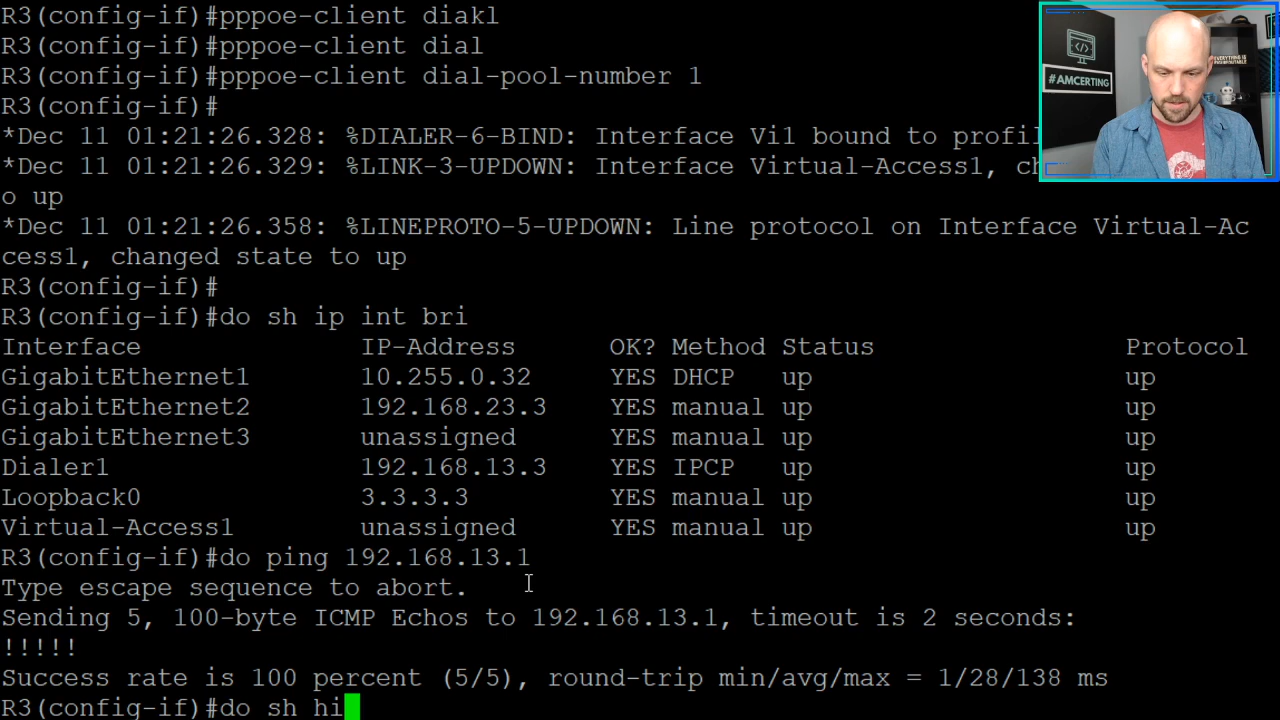 R3(config-if)#pppoe-client diakl
R3(config-if)#pppoe-client dial
R3(config-if)#pppoe-client dial-pool-number 1
R3(config-if)#
*Dec 11 01:21:26.328: %DIALER-6-BIND: Interface Vi1 bound to profi
*Dec 11 01:21:26.329: %LINK-3-UPDOWN: Interface Virtual-Access1, ch
o up
*Dec 11 01:21:26.358: %LINEPROTO-5-UPDOWN: Line protocol on Interface Virtual-Ac
cess1, changed state to up
R3(config-if)#
R3(config-if)#do sh ip int bri
Interface IP-Address OK? Method Status Protocol
GigabitEthernet1 10.255.0.32 YES DHCP up up
GigabitEthernet2 192.168.23.3 YES manual up up
GigabitEthernet3 unassigned YES manual up up
Dialer1 192.168.13.3 YES IPCP up up
Loopback0 3.3.3.3 YES manual up up
Virtual-Access1 unassigned YES manual up up
R3(config-if)#do ping 192.168.13.1
Type escape sequence to abort.
Sending 5, 100-byte ICMP Echos to 192.168.13.1, timeout is 2 seconds:
!!!!!
Success rate is 100 percent (5/5), round-trip min/avg/max = 1/28/138 ms
R3(config-if)#do sh hi
#AMCERTING